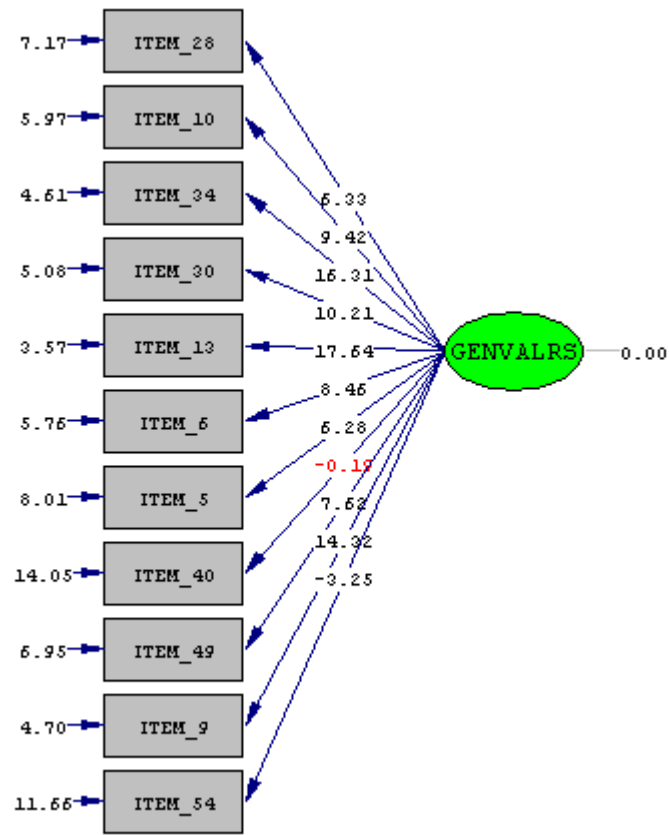 7.17 ITEM_28
5.97 ITEM_10
4.61 ITEM_34
5.08 ITEM_30
3.57 ITEM_13
5.76 ITEM_6
8.01 ITEM_5
14.05 ITEM_40
6.95 ITEM_49
4.70 ITEM_9
11.66 ITEM_54
6.33
9.42
16.31
10.21
17.64
8.46
6.28
-0.19
7.62
14.32
-3.25
GENVALRS 0.00